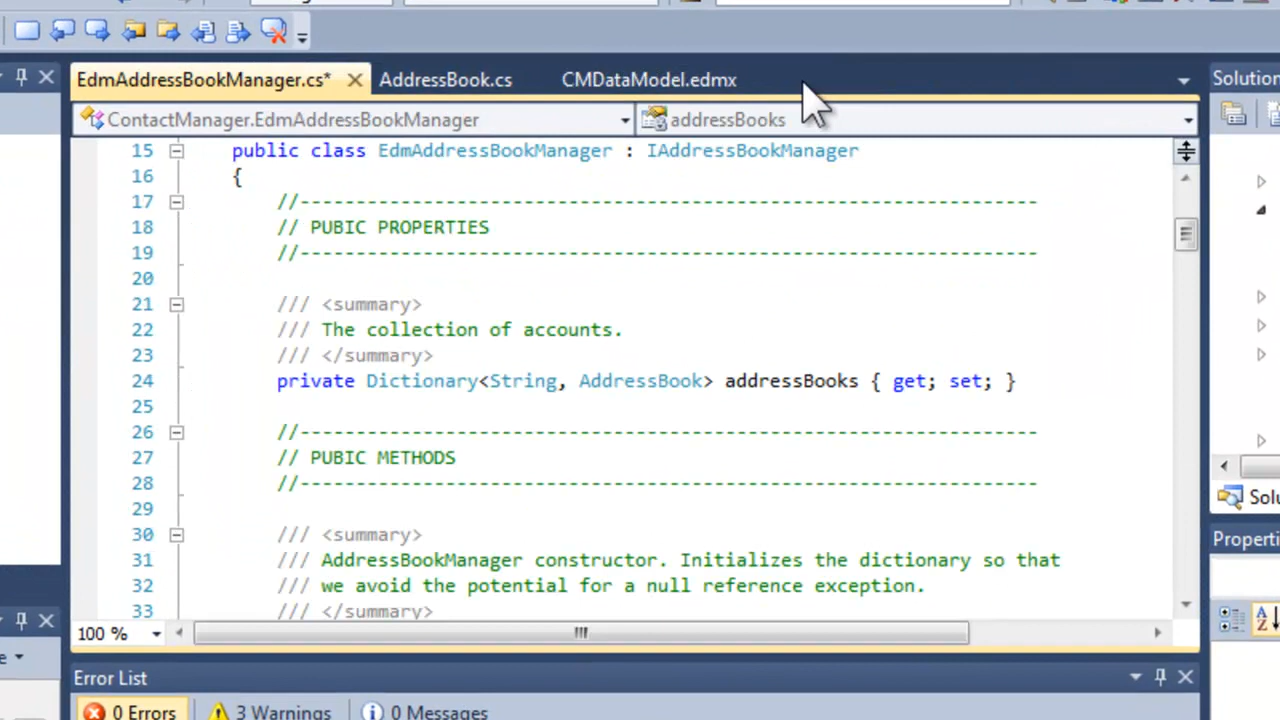 EdmAddressBookManager.cs*
AddressBook.cs
CMDataModel.edmx
Solution
ContactManager.EdmAddressBookManager
addressBooks
15 public class EdmAddressBookManager : IAddressBookManager
16 {
17 //------------------------------------------------------------------
18 // PUBIC PROPERTIES
19 //------------------------------------------------------------------
20
21 /// <summary>
22 /// The collection of accounts.
23 /// </summary>
24 private Dictionary<String, AddressBook> addressBooks { get; set; }
25
26 //------------------------------------------------------------------
27 // PUBIC METHODS
28 //------------------------------------------------------------------
29
30 /// <summary>
31 /// AddressBookManager constructor. Initializes the dictionary so that
32 /// we avoid the potential for a null reference exception.
33 /// </summary>
100 %
Solu
Properti
Error List
0 Errors
3 Warnings
0 Messages